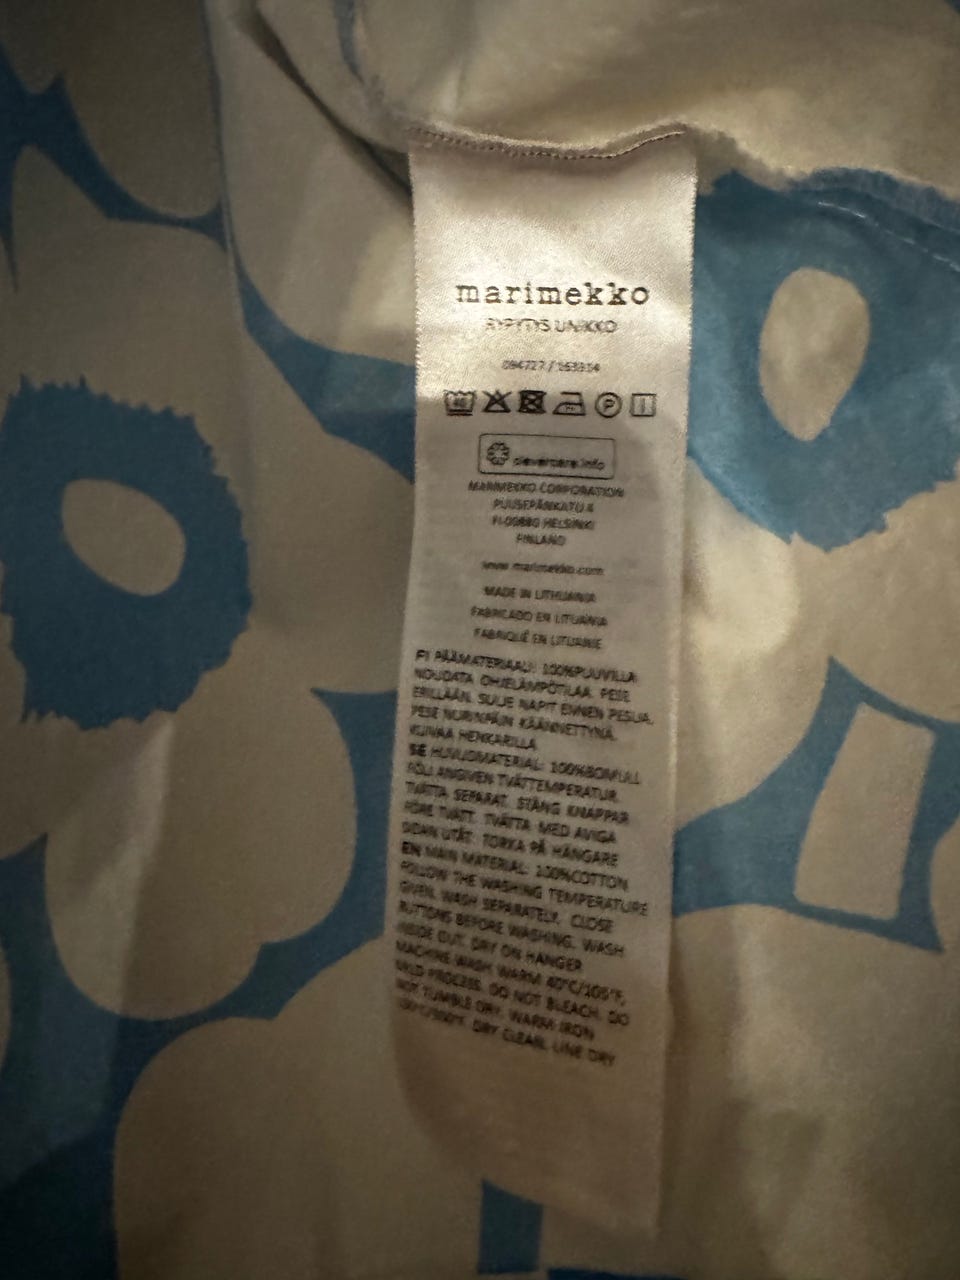 marimekko
RYPYTYS UNIKKO
094727 / 163314
40
P
clevercare.info
MARIMEKKO CORPORATION
PUUSEPÄNKATU 4
FI-00880 HELSINKI
FINLAND
www.marimekko.com
MADE IN LITHUANIA
FABRICADO EN LITUANIA
FABRIQUÉ EN LITUANIE
FI PÄÄMATERIAALI: 100%PUUVILLA
NOUDATA OHJELÄMPÖTILAA. PESE
ERILLÄÄN. SULJE NAPIT ENNEN PESUA.
PESE NURINPÄIN KÄÄNNETTYNÄ.
KUIVAA HENKARILLA
SE HUVUDMATERIAL: 100%BOMULL
FÖLJ ANGIVEN TVÄTTEMPERATUR.
TVÄTTA SEPARAT. STÄNG KNAPPAR
FÖRE TVÄTT. TVÄTTA MED AVIGA
SIDAN UTÅT. TORKA PÅ HÄNGARE
EN MAIN MATERIAL: 100%COTTON
FOLLOW THE WASHING TEMPERATURE
GIVEN. WASH SEPARATELY. CLOSE
BUTTONS BEFORE WASHING. WASH
INSIDE OUT. DRY ON HANGER
MACHINE WASH WARM 40°C/105°F,
MILD PROCESS. DO NOT BLEACH. DO
NOT TUMBLE DRY. WARM IRON
150°C/300°F. DRY CLEAN. LINE DRY